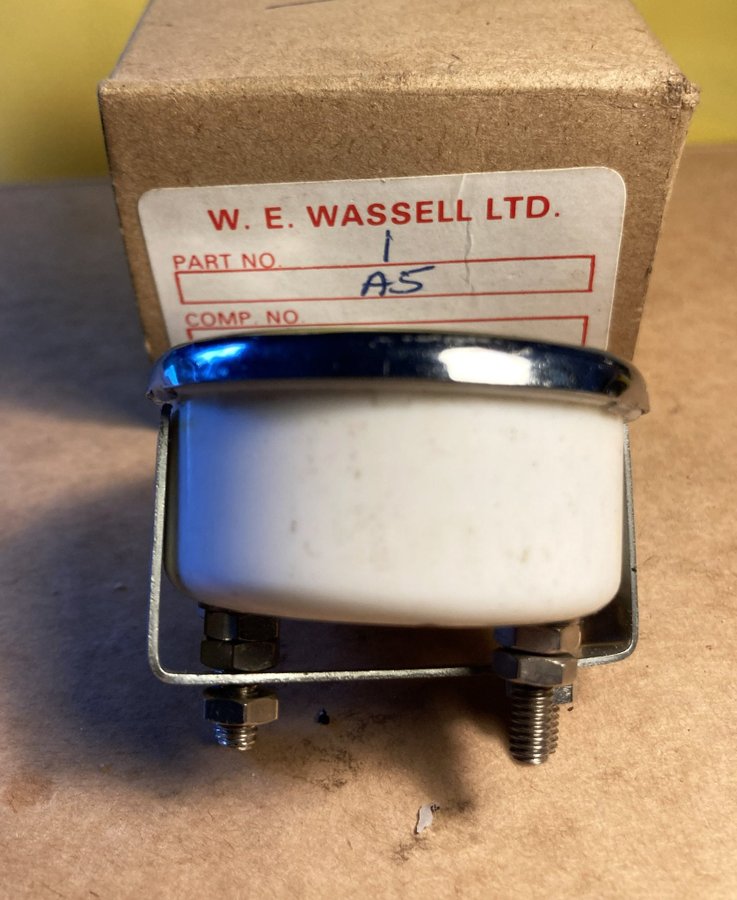 W. E. WASSELL LTD.
1
PART NO.
A5
COMP. NO.